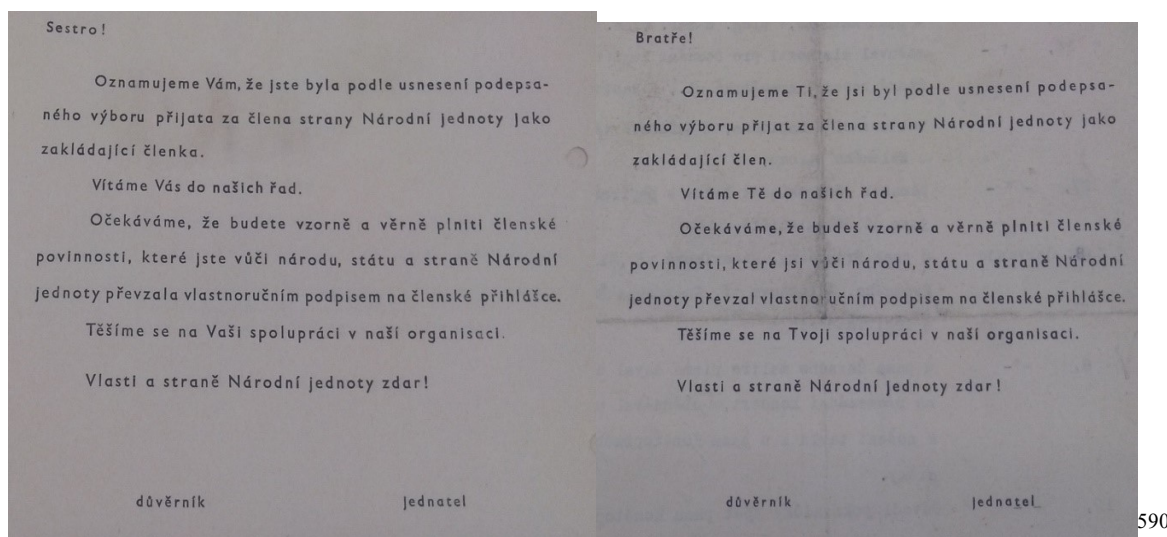 Sestro!
Oznamujeme Vám, že jste byla podle usnesení podepsa-
ného výboru přijata za člena strany Národní jednoty jako
zakládající členka.
Vítáme Vás do našich řad.
Očekáváme, že budete vzorně a věrně plniti členské
povinnosti, které jste vůči národu, státu a straně Národní
jednoty převzala vlastnoručním podpisem na členské přihlášce.
Těšíme se na Vaši spolupráci v naší organisaci.
Vlasti a straně Národní jednoty zdar!
důvěrník jednatel
Bratře!
Oznamujeme Ti, že jsi byl podle usnesení podepsa-
ného výboru přijat za člena strany Národní jednoty jako
zakládající člen.
Vítáme Tě do našich řad.
Očekáváme, že budeš vzorně a věrně plniti členské
povinnosti, které jsi vůči národu, státu a straně Národní
jednoty převzal vlastnoručním podpisem na členské přihlášce.
Těšíme se na Tvoji spolupráci v naší organisaci.
Vlasti a straně Národní jednoty zdar!
důvěrník jednatel
590